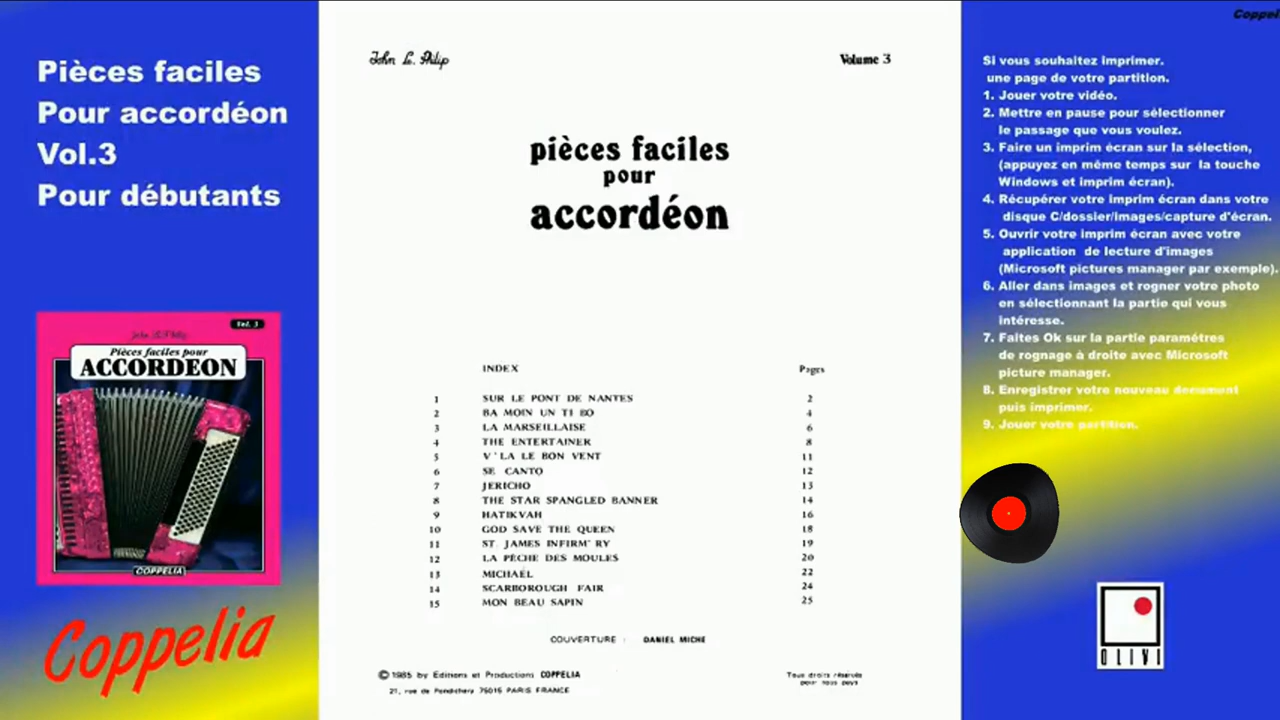 Pièces faciles
Pour accordéon
Vol.3
Pour débutants
Vol. 3
Pièces faciles pour
ACCORDEON
COPPELIA
Coppelia
John Le. Philip
Volume 3
pièces faciles
pour
accordéon
INDEX Pages
1 SUR LE PONT DE NANTES 2
2 BA MOIN UN TI BO 4
3 LA MARSEILLAISE 6
4 THE ENTERTAINER 8
5 V'LA LE BON VENT 11
6 SE CANTO 12
7 JERICHO 13
8 THE STAR SPANGLED BANNER 14
9 HATIKVAH 16
10 GOD SAVE THE QUEEN 18
11 ST. JAMES INFIRM'RY 19
12 LA PÊCHE DES MOULES 20
13 MICHAËL 22
14 SCARBOROUGH FAIR 24
15 MON BEAU SAPIN 25
COUVERTURE : DANIEL MICHE
© 1985 by Editions et Productions COPPELIA
21, rue de Pondichery 75015 PARIS FRANCE
Tous droits réservés
pour tous pays
Coppeli
Si vous souhaitez imprimer.
une page de votre partition.
1. Jouer votre vidéo.
2. Mettre en pause pour sélectionner
le passage que vous voulez.
3. Faire un imprim écran sur la sélection,
(appuyez en même temps sur la touche
Windows et imprim écran).
4. Récupérer votre imprim écran dans votre
disque C/dossier/images/capture d'écran.
5. Ouvrir votre imprim écran avec votre
application de lecture d'images
(Microsoft pictures manager par exemple).
6. Aller dans images et rogner votre photo
en sélectionnant la partie qui vous
intéresse.
7. Faites Ok sur la partie paramètres
de rognage à droite avec Microsoft
picture manager.
8. Enregistrer votre nouveau document
puis imprimer.
9. Jouer votre partition.
OLIVI